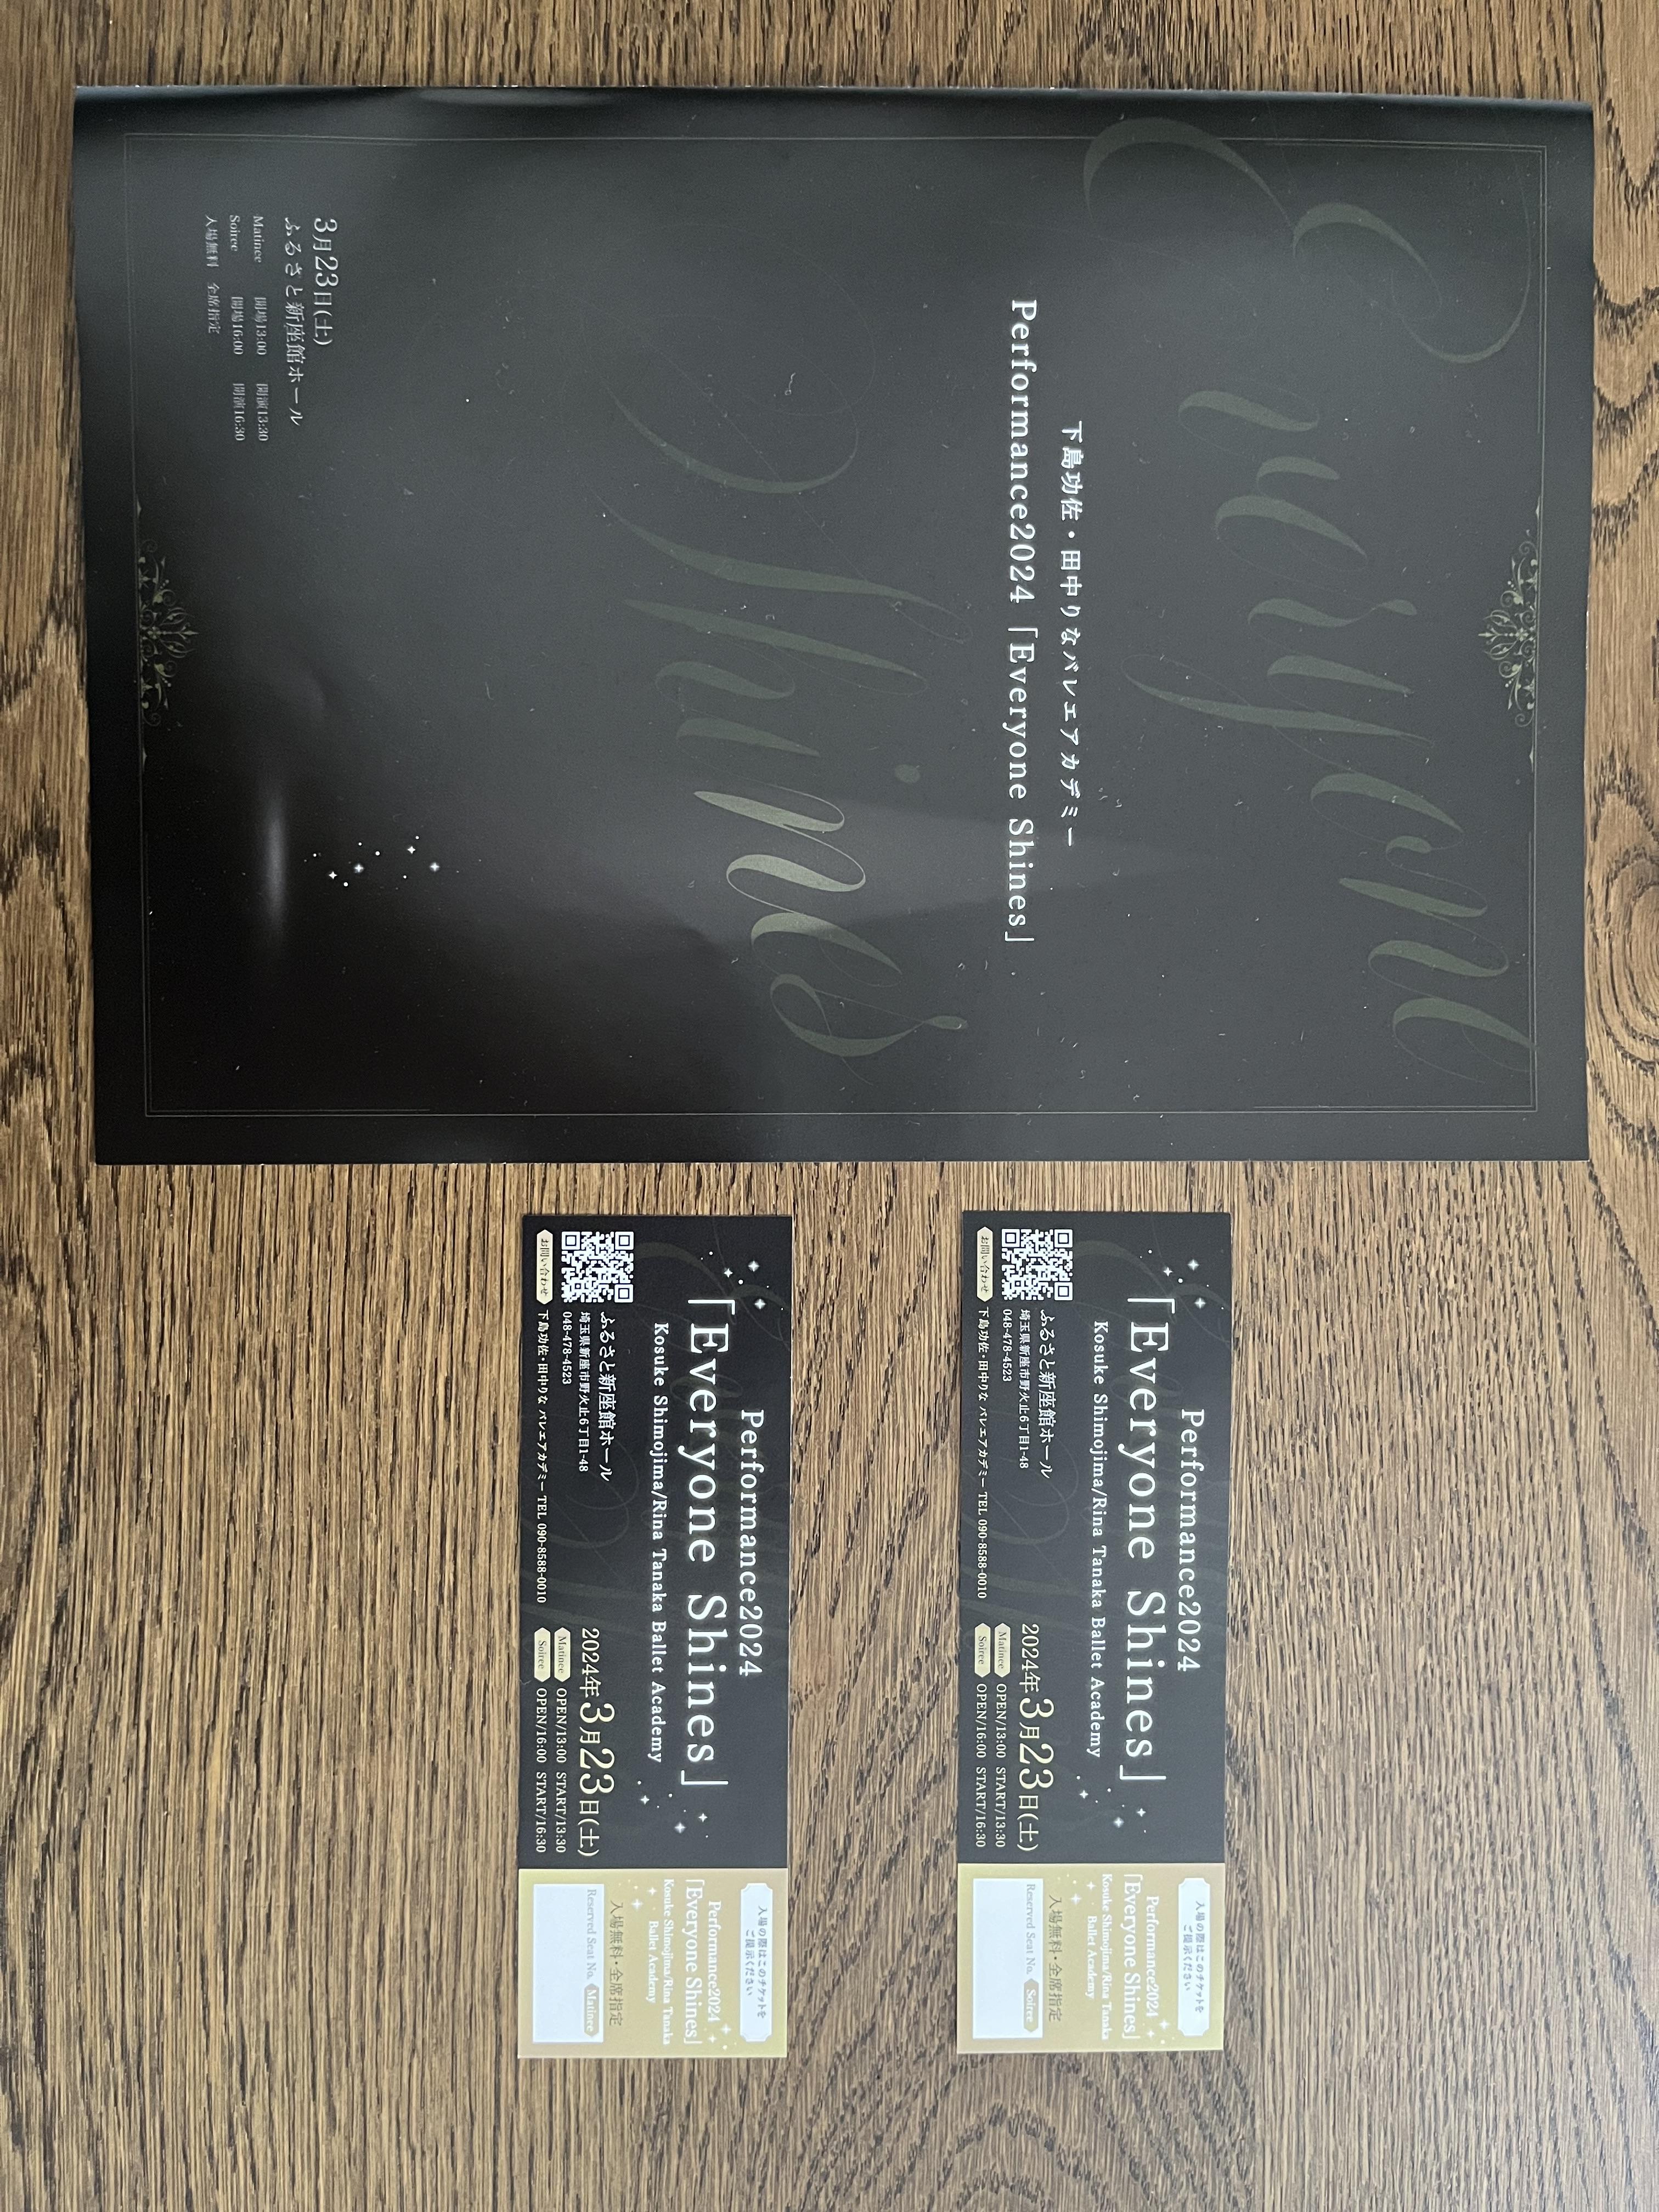 Everyone
Shines
下島功佐・田中りなバレエアカデミー
Performance2024「Everyone Shines」
3月23日(土)
ふるさと新座館ホール
Matinee 開場13:00 開演13:30
Soiree 開場16:00 開演16:30
入場無料 全席指定
Performance2024
「Everyone Shines」
Kosuke Shimojima/Rina Tanaka Ballet Academy
ふるさと新座館ホール
埼玉県新座市野火止6丁目1-48
048-478-4523
お問い合わせ 下島功佐・田中りな バレエアカデミー TEL 090-8588-0010
2024年3月23日(土)
Matinee OPEN/13:00 START/13:30
Soiree OPEN/16:00 START/16:30
入場の際はこのチケットを
ご提示ください
Performance2024
「Everyone Shines」
Kosuke Shimojima/Rina Tanaka
Ballet Academy
入場無料・全席指定
Reserved Seat No. Soiree
Performance2024
「Everyone Shines」
Kosuke Shimojima/Rina Tanaka Ballet Academy
ふるさと新座館ホール
埼玉県新座市野火止6丁目1-48
048-478-4523
お問い合わせ 下島功佐・田中りな バレエアカデミー TEL 090-8588-0010
2024年3月23日(土)
Matinee OPEN/13:00 START/13:30
Soiree OPEN/16:00 START/16:30
入場の際はこのチケットを
ご提示ください
Performance2024
「Everyone Shines」
Kosuke Shimojima/Rina Tanaka
Ballet Academy
入場無料・全席指定
Reserved Seat No. Matinee